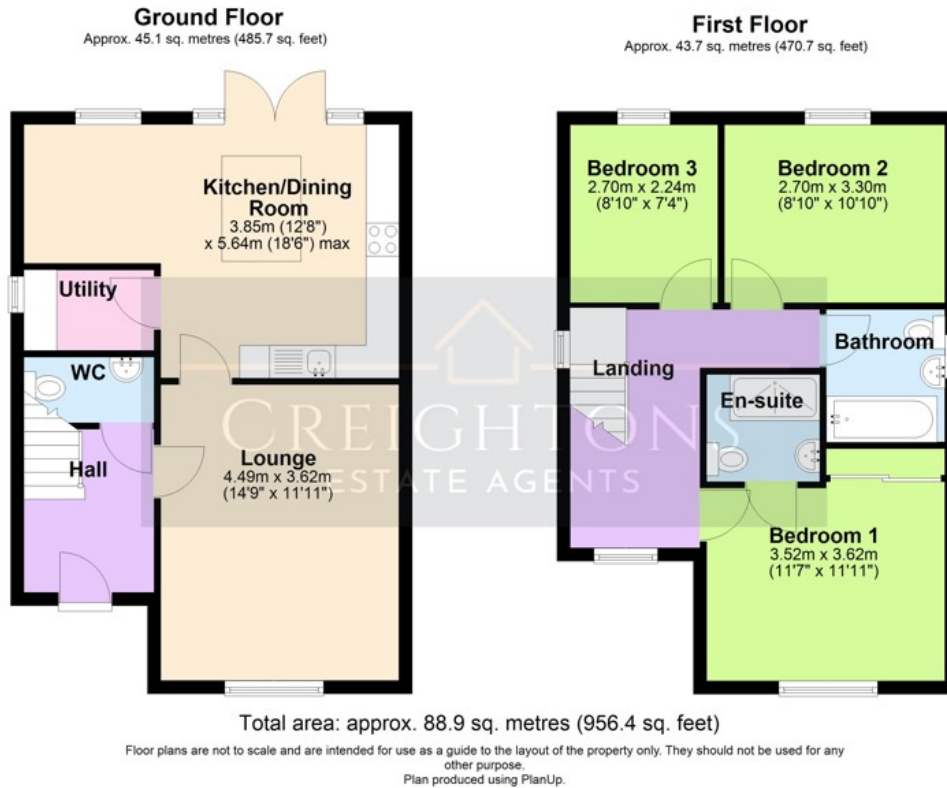 Ground Floor
Approx. 45.1 sq. metres (485.7 sq. feet)
Kitchen/Dining
Room
3.85m (12'8")
x 5.64m (18'6") max
Utility
WC
Hall
Lounge
4.49m x 3.62m
(14'9" x 11'11")
First Floor
Approx. 43.7 sq. metres (470.7 sq. feet)
Bedroom 3
2.70m x 2.24m
(8'10" x 7'4")
Bedroom 2
2.70m x 3.30m
(8'10" x 10'10")
Landing
Bathroom
En-suite
Bedroom 1
3.52m x 3.62m
(11'7" x 11'11")
CREIGHTONS
ESTATE AGENTS
Total area: approx. 88.9 sq. metres (956.4 sq. feet)
Floor plans are not to scale and are intended for use as a guide to the layout of the property only. They should not be used for any
other purpose.
Plan produced using PlanUp.